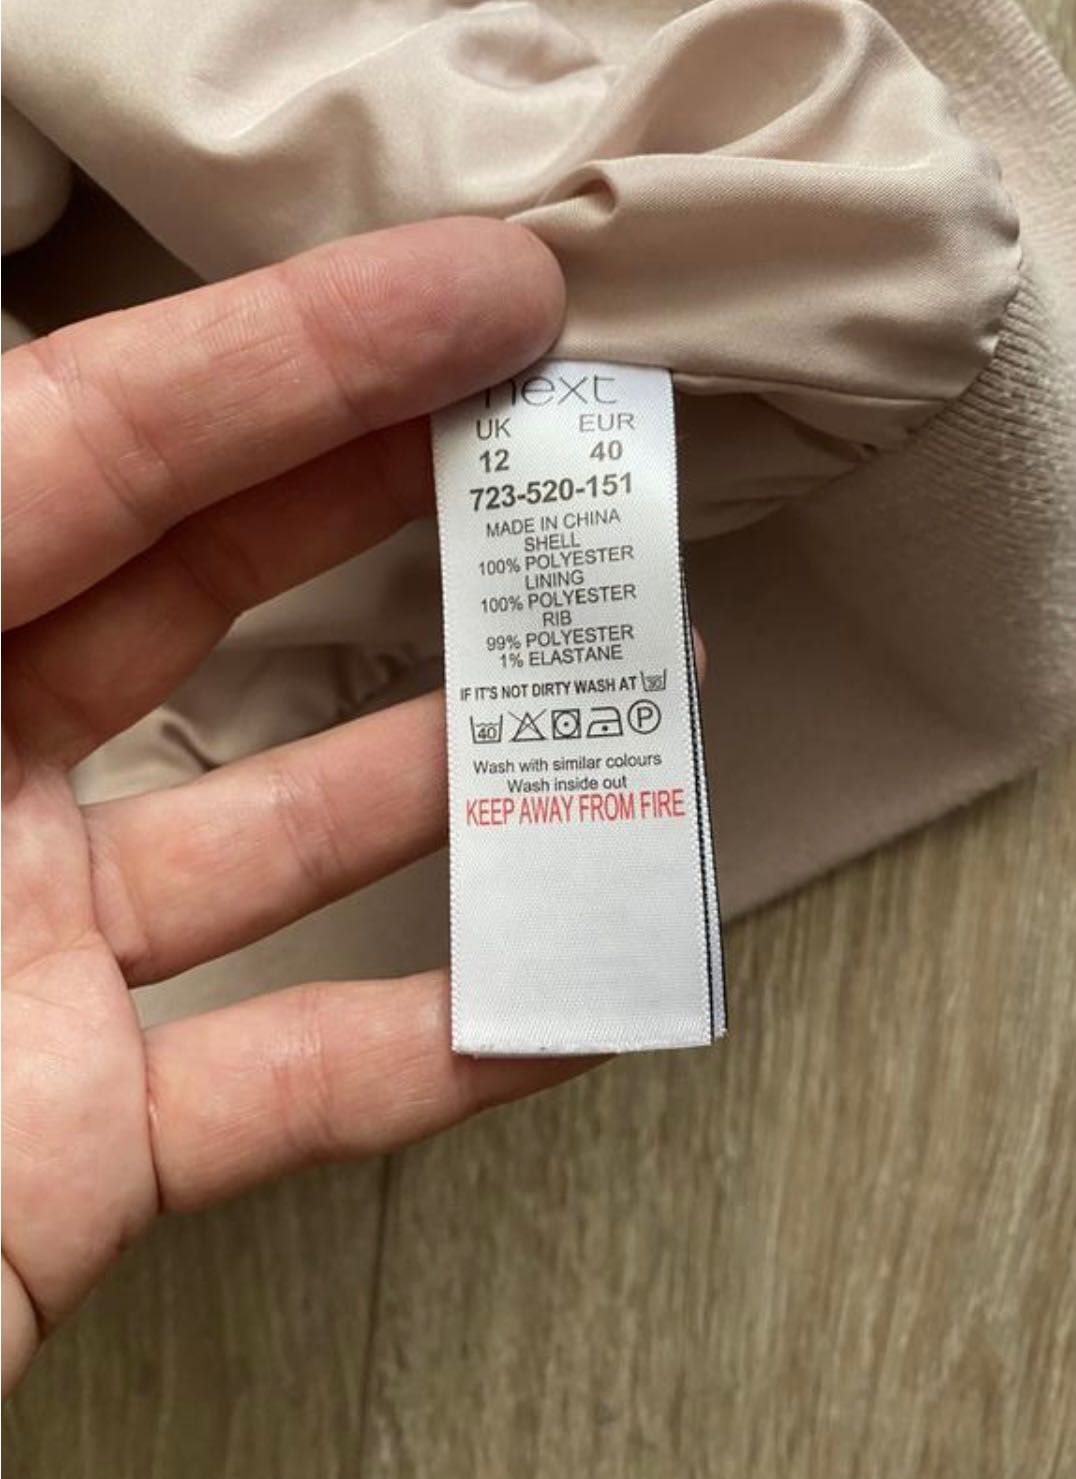 next
UK EUR
12 40
723-520-151
MADE IN CHINA
SHELL
100% POLYESTER
LINING
100% POLYESTER
RIB
99% POLYESTER
1% ELASTANE
IF IT'S NOT DIRTY WASH AT 30
40 P
Wash with similar colours
Wash inside out
KEEP AWAY FROM FIRE